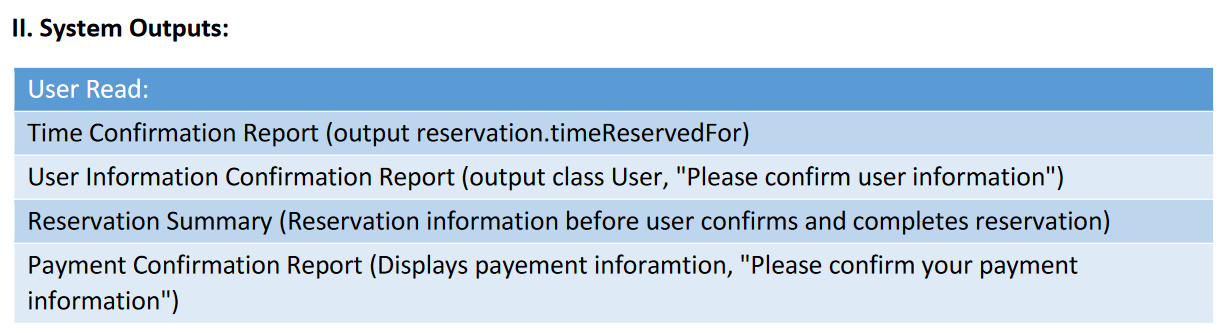 II. System Outputs:
User Read:
Time Confirmation Report (output reservation.timeReservedFor)
User Information Confirmation Report (output class User, "Please confirm user information")
Reservation Summary (Reservation information before user confirms and completes reservation)
Payment Confirmation Report (Displays payement inforamtion, "Please confirm your payment
information")